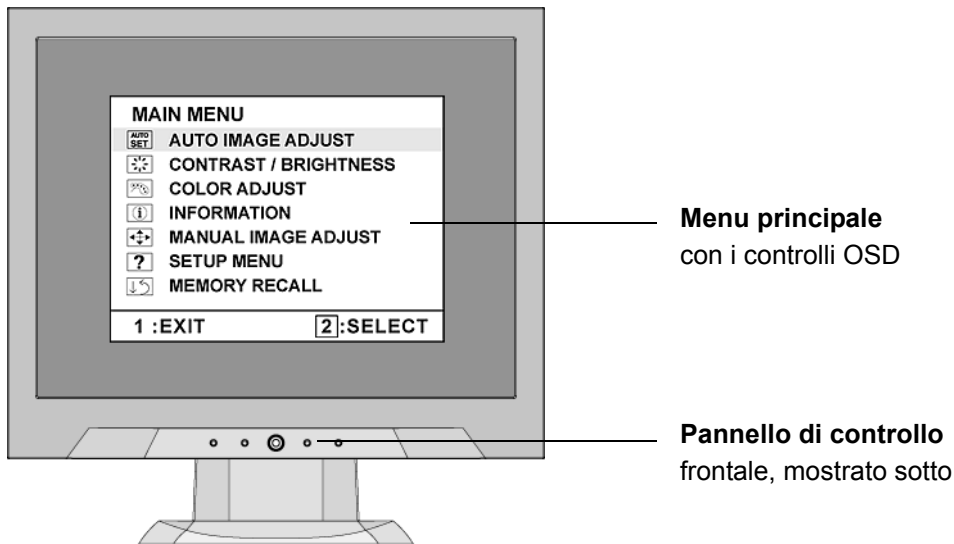 MAIN MENU
AUTO SET AUTO IMAGE ADJUST
CONTRAST / BRIGHTNESS
COLOR ADJUST
INFORMATION
MANUAL IMAGE ADJUST
? SETUP MENU
MEMORY RECALL
1 :EXIT 2 :SELECT
Menu principale
con i controlli OSD
Pannello di controllo
frontale, mostrato sotto